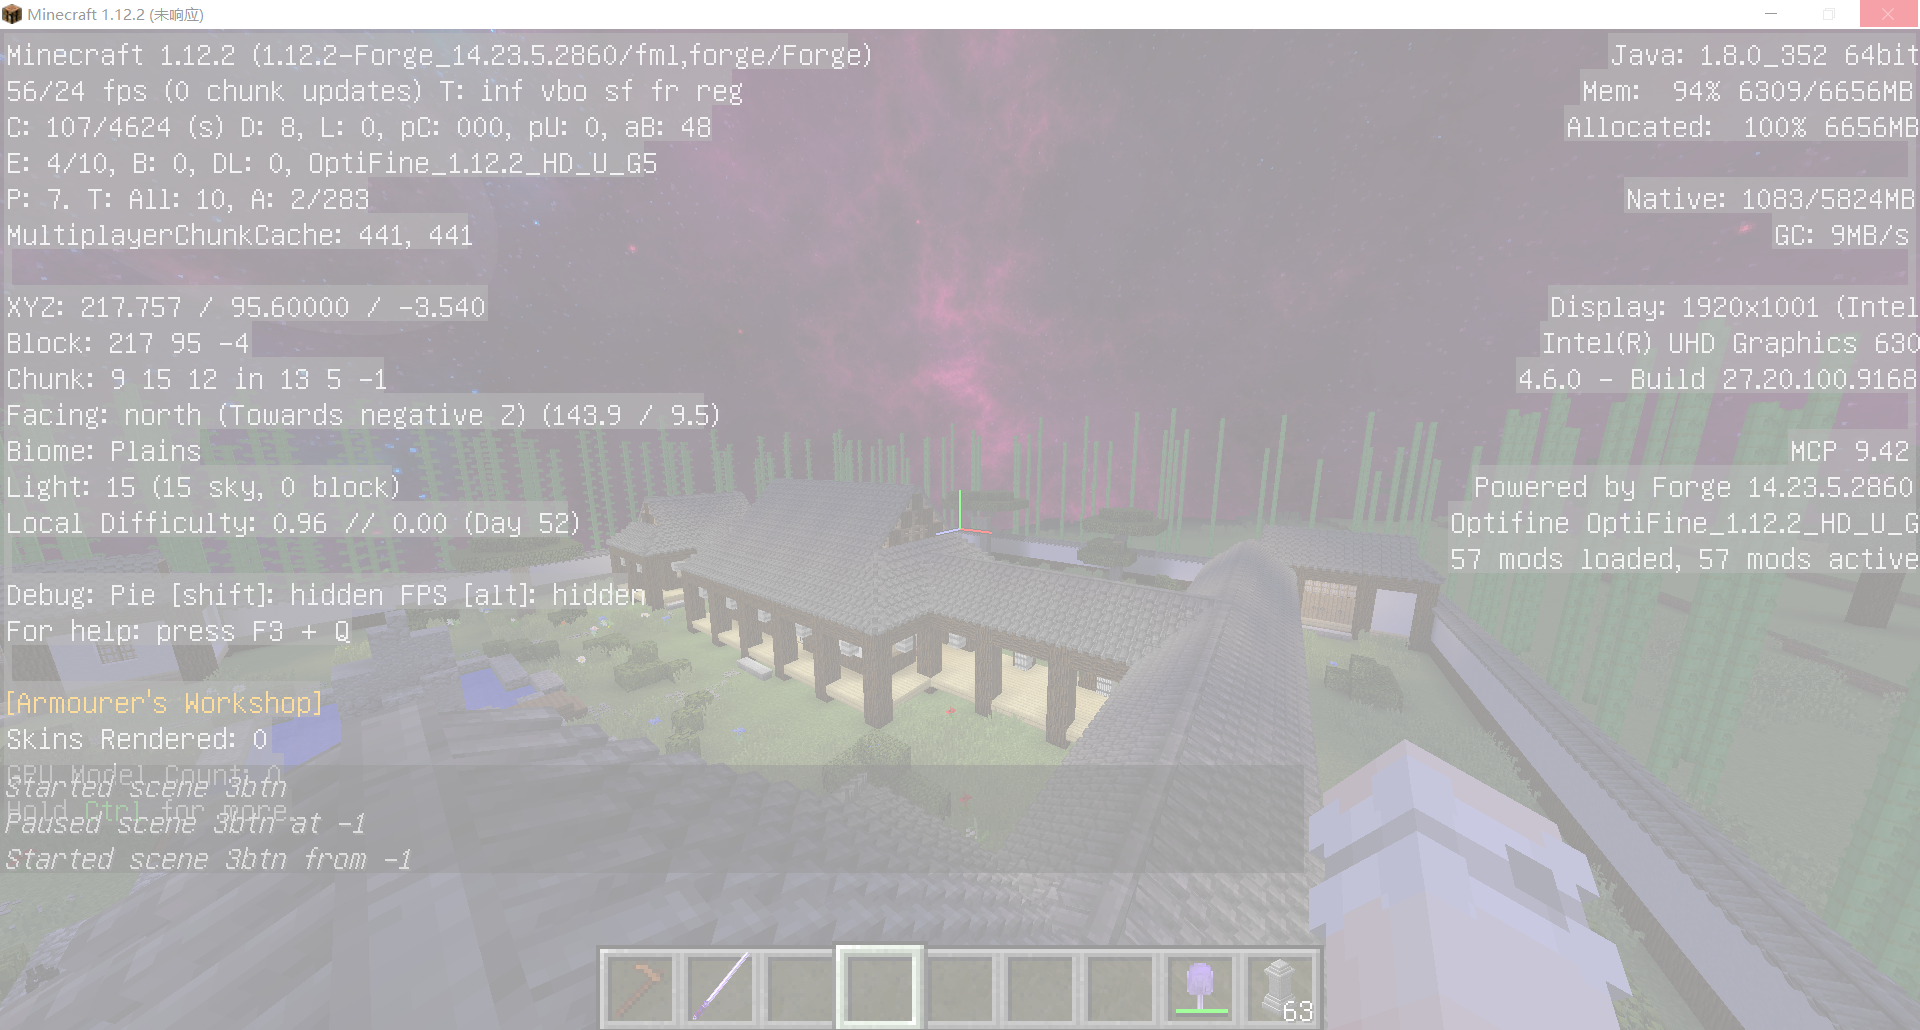 Minecraft 1.12.2 (未响应)
Minecraft 1.12.2 (1.12.2-Forge_14.23.5.2860/fml,forge/Forge)
56/24 fps (0 chunk updates) T: inf vbo sf fr reg
C: 107/4624 (s) D: 8, L: 0, pC: 000, pU: 0, aB: 48
E: 4/10, B: 0, DL: 0, OptiFine_1.12.2_HD_U_G5
P: 7. T: All: 10, A: 2/283
MultiplayerChunkCache: 441, 441
XYZ: 217.757 / 95.60000 / -3.540
Block: 217 95 -4
Chunk: 9 15 12 in 13 5 -1
Facing: north (Towards negative Z) (143.9 / 9.5)
Biome: Plains
Light: 15 (15 sky, 0 block)
Local Difficulty: 0.96 // 0.00 (Day 52)
Debug: Pie [shift]: hidden FPS [alt]: hidden
For help: press F3 + Q
[Armourer's Workshop]
Skins Rendered: 0
GPU Model Count: 0
Started scene 3btn
Hold Ctrl for more.
Paused scene 3btn at -1
Started scene 3btn from -1
Java: 1.8.0_352 64bit
Mem: 94% 6309/6656MB
Allocated: 100% 6656MB
Native: 1083/5824MB
GC: 9MB/s
Display: 1920x1001 (Intel
Intel(R) UHD Graphics 630
4.6.0 - Build 27.20.100.9168
MCP 9.42
Powered by Forge 14.23.5.2860
Optifine OptiFine_1.12.2_HD_U_G
57 mods loaded, 57 mods active
63